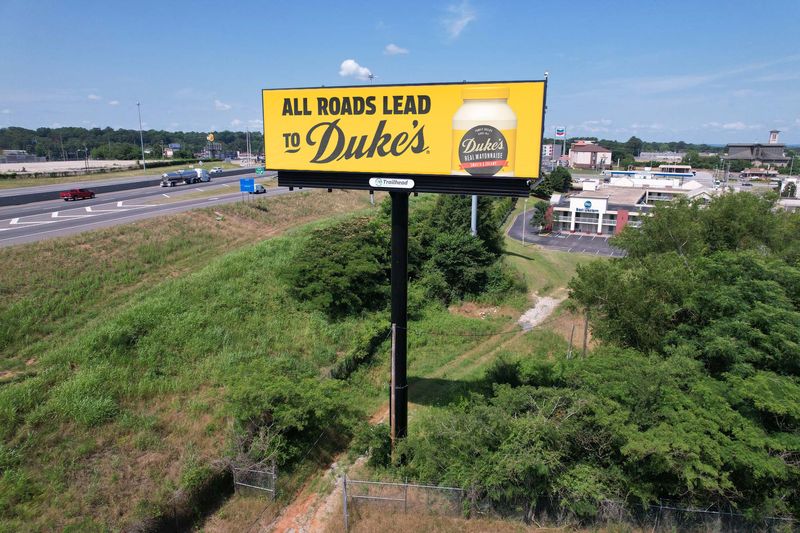 ALL ROADS LEAD
TO Duke's®
Duke's
REAL MAYONNAISE
Trailhead